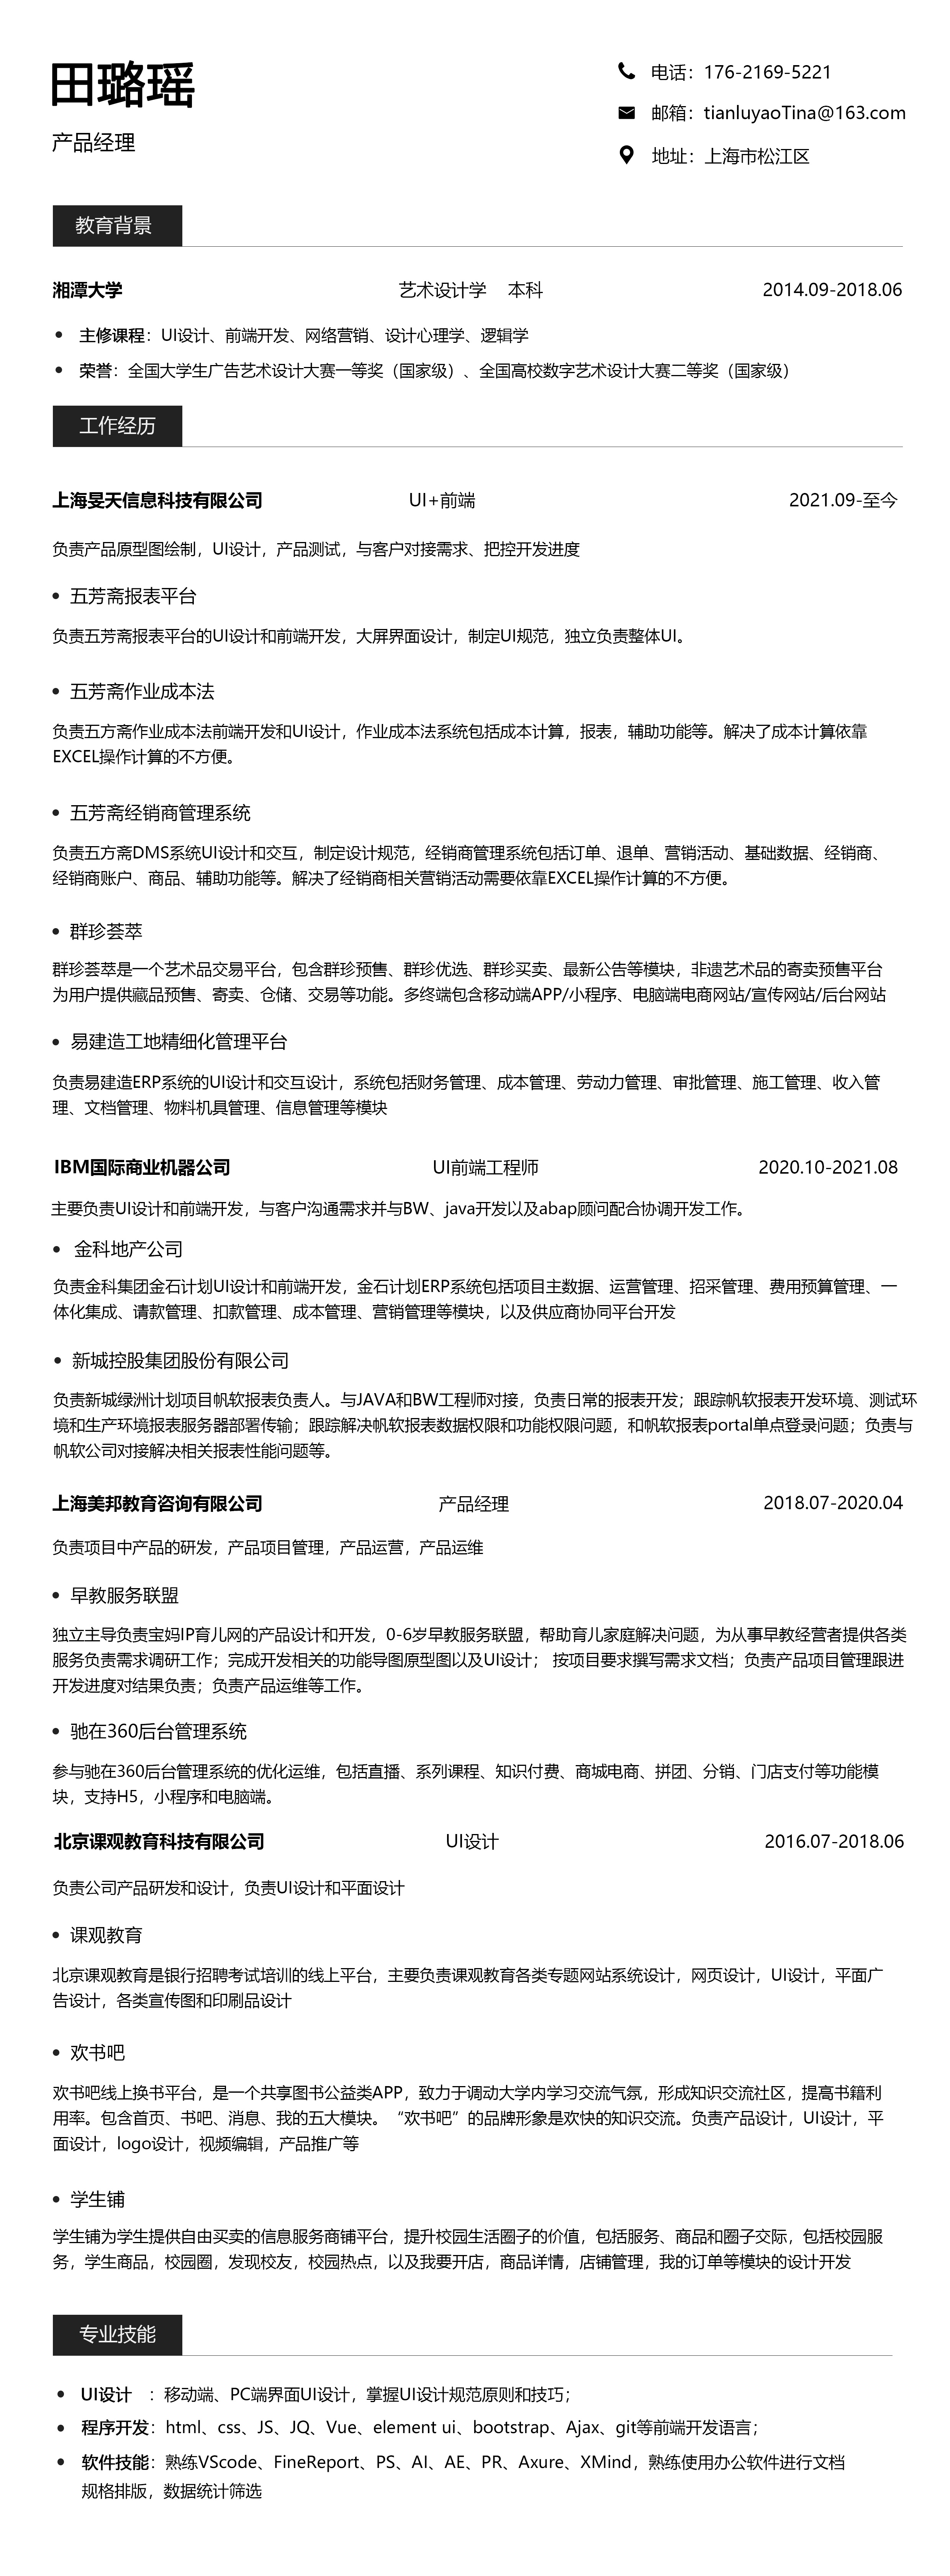 田璐瑶
产品经理
电话：176-2169-5221
邮箱：tianluyaoTina@163.com
地址：上海市松江区
教育背景
湘潭大学 艺术设计学 本科 2014.09-2018.06
• 主修课程：UI设计、前端开发、网络营销、设计心理学、逻辑学
• 荣誉：全国大学生广告艺术设计大赛一等奖（国家级）、全国高校数字艺术设计大赛二等奖（国家级）
工作经历
上海旻天信息科技有限公司 UI+前端 2021.09-至今
负责产品原型图绘制，UI设计，产品测试，与客户对接需求、把控开发进度
• 五芳斋报表平台
负责五芳斋报表平台的UI设计和前端开发，大屏界面设计，制定UI规范，独立负责整体UI。
• 五芳斋作业成本法
负责五方斋作业成本法前端开发和UI设计，作业成本法系统包括成本计算，报表，辅助功能等。解决了成本计算依靠
EXCEL操作计算的不方便。
• 五芳斋经销商管理系统
负责五方斋DMS系统UI设计和交互，制定设计规范，经销商管理系统包括订单、退单、营销活动、基础数据、经销商、
经销商账户、商品、辅助功能等。解决了经销商相关营销活动需要依靠EXCEL操作计算的不方便。
• 群珍荟萃
群珍荟萃是一个艺术品交易平台，包含群珍预售、群珍优选、群珍买卖、最新公告等模块，非遗艺术品的寄卖预售平台
为用户提供藏品预售、寄卖、仓储、交易等功能。多终端包含移动端APP/小程序、电脑端电商网站/宣传网站/后台网站
• 易建造工地精细化管理平台
负责易建造ERP系统的UI设计和交互设计，系统包括财务管理、成本管理、劳动力管理、审批管理、施工管理、收入管
理、文档管理、物料机具管理、信息管理等模块
IBM国际商业机器公司 UI前端工程师 2020.10-2021.08
主要负责UI设计和前端开发，与客户沟通需求并与BW、java开发以及abap顾问配合协调开发工作。
• 金科地产公司
负责金科集团金石计划UI设计和前端开发，金石计划ERP系统包括项目主数据、运营管理、招采管理、费用预算管理、一
体化集成、请款管理、扣款管理、成本管理、营销管理等模块，以及供应商协同平台开发
• 新城控股集团股份有限公司
负责新城绿洲计划项目帆软报表负责人。与JAVA和BW工程师对接，负责日常的报表开发；跟踪帆软报表开发环境、测试环
境和生产环境报表服务器部署传输；跟踪解决帆软报表数据权限和功能权限问题，和帆软报表portal单点登录问题；负责与
帆软公司对接解决相关报表性能问题等。
上海美邦教育咨询有限公司 产品经理 2018.07-2020.04
负责项目中产品的研发，产品项目管理，产品运营，产品运维
• 早教服务联盟
独立主导负责宝妈IP育儿网的产品设计和开发，0-6岁早教服务联盟，帮助育儿家庭解决问题，为从事早教经营者提供各类
服务负责需求调研工作；完成开发相关的功能导图原型图以及UI设计； 按项目要求撰写需求文档；负责产品项目管理跟进
开发进度对结果负责；负责产品运维等工作。
• 驰在360后台管理系统
参与驰在360后台管理系统的优化运维，包括直播、系列课程、知识付费、商城电商、拼团、分销、门店支付等功能模
块，支持H5，小程序和电脑端。
北京课观教育科技有限公司 UI设计 2016.07-2018.06
负责公司产品研发和设计，负责UI设计和平面设计
• 课观教育
北京课观教育是银行招聘考试培训的线上平台，主要负责课观教育各类专题网站系统设计，网页设计，UI设计，平面广
告设计，各类宣传图和印刷品设计
• 欢书吧
欢书吧线上换书平台，是一个共享图书公益类APP，致力于调动大学内学习交流气氛，形成知识交流社区，提高书籍利
用率。包含首页、书吧、消息、我的五大模块。“欢书吧”的品牌形象是欢快的知识交流。负责产品设计，UI设计，平
面设计，logo设计，视频编辑，产品推广等
• 学生铺
学生铺为学生提供自由买卖的信息服务商铺平台，提升校园生活圈子的价值，包括服务、商品和圈子交际，包括校园服
务，学生商品，校园圈，发现校友，校园热点，以及我要开店，商品详情，店铺管理，我的订单等模块的设计开发
专业技能
• UI设计 ：移动端、PC端界面UI设计，掌握UI设计规范原则和技巧；
• 程序开发：html、css、JS、JQ、Vue、element ui、bootstrap、Ajax、git等前端开发语言；
• 软件技能：熟练VScode、FineReport、PS、AI、AE、PR、Axure、XMind，熟练使用办公软件进行文档
规格排版，数据统计筛选